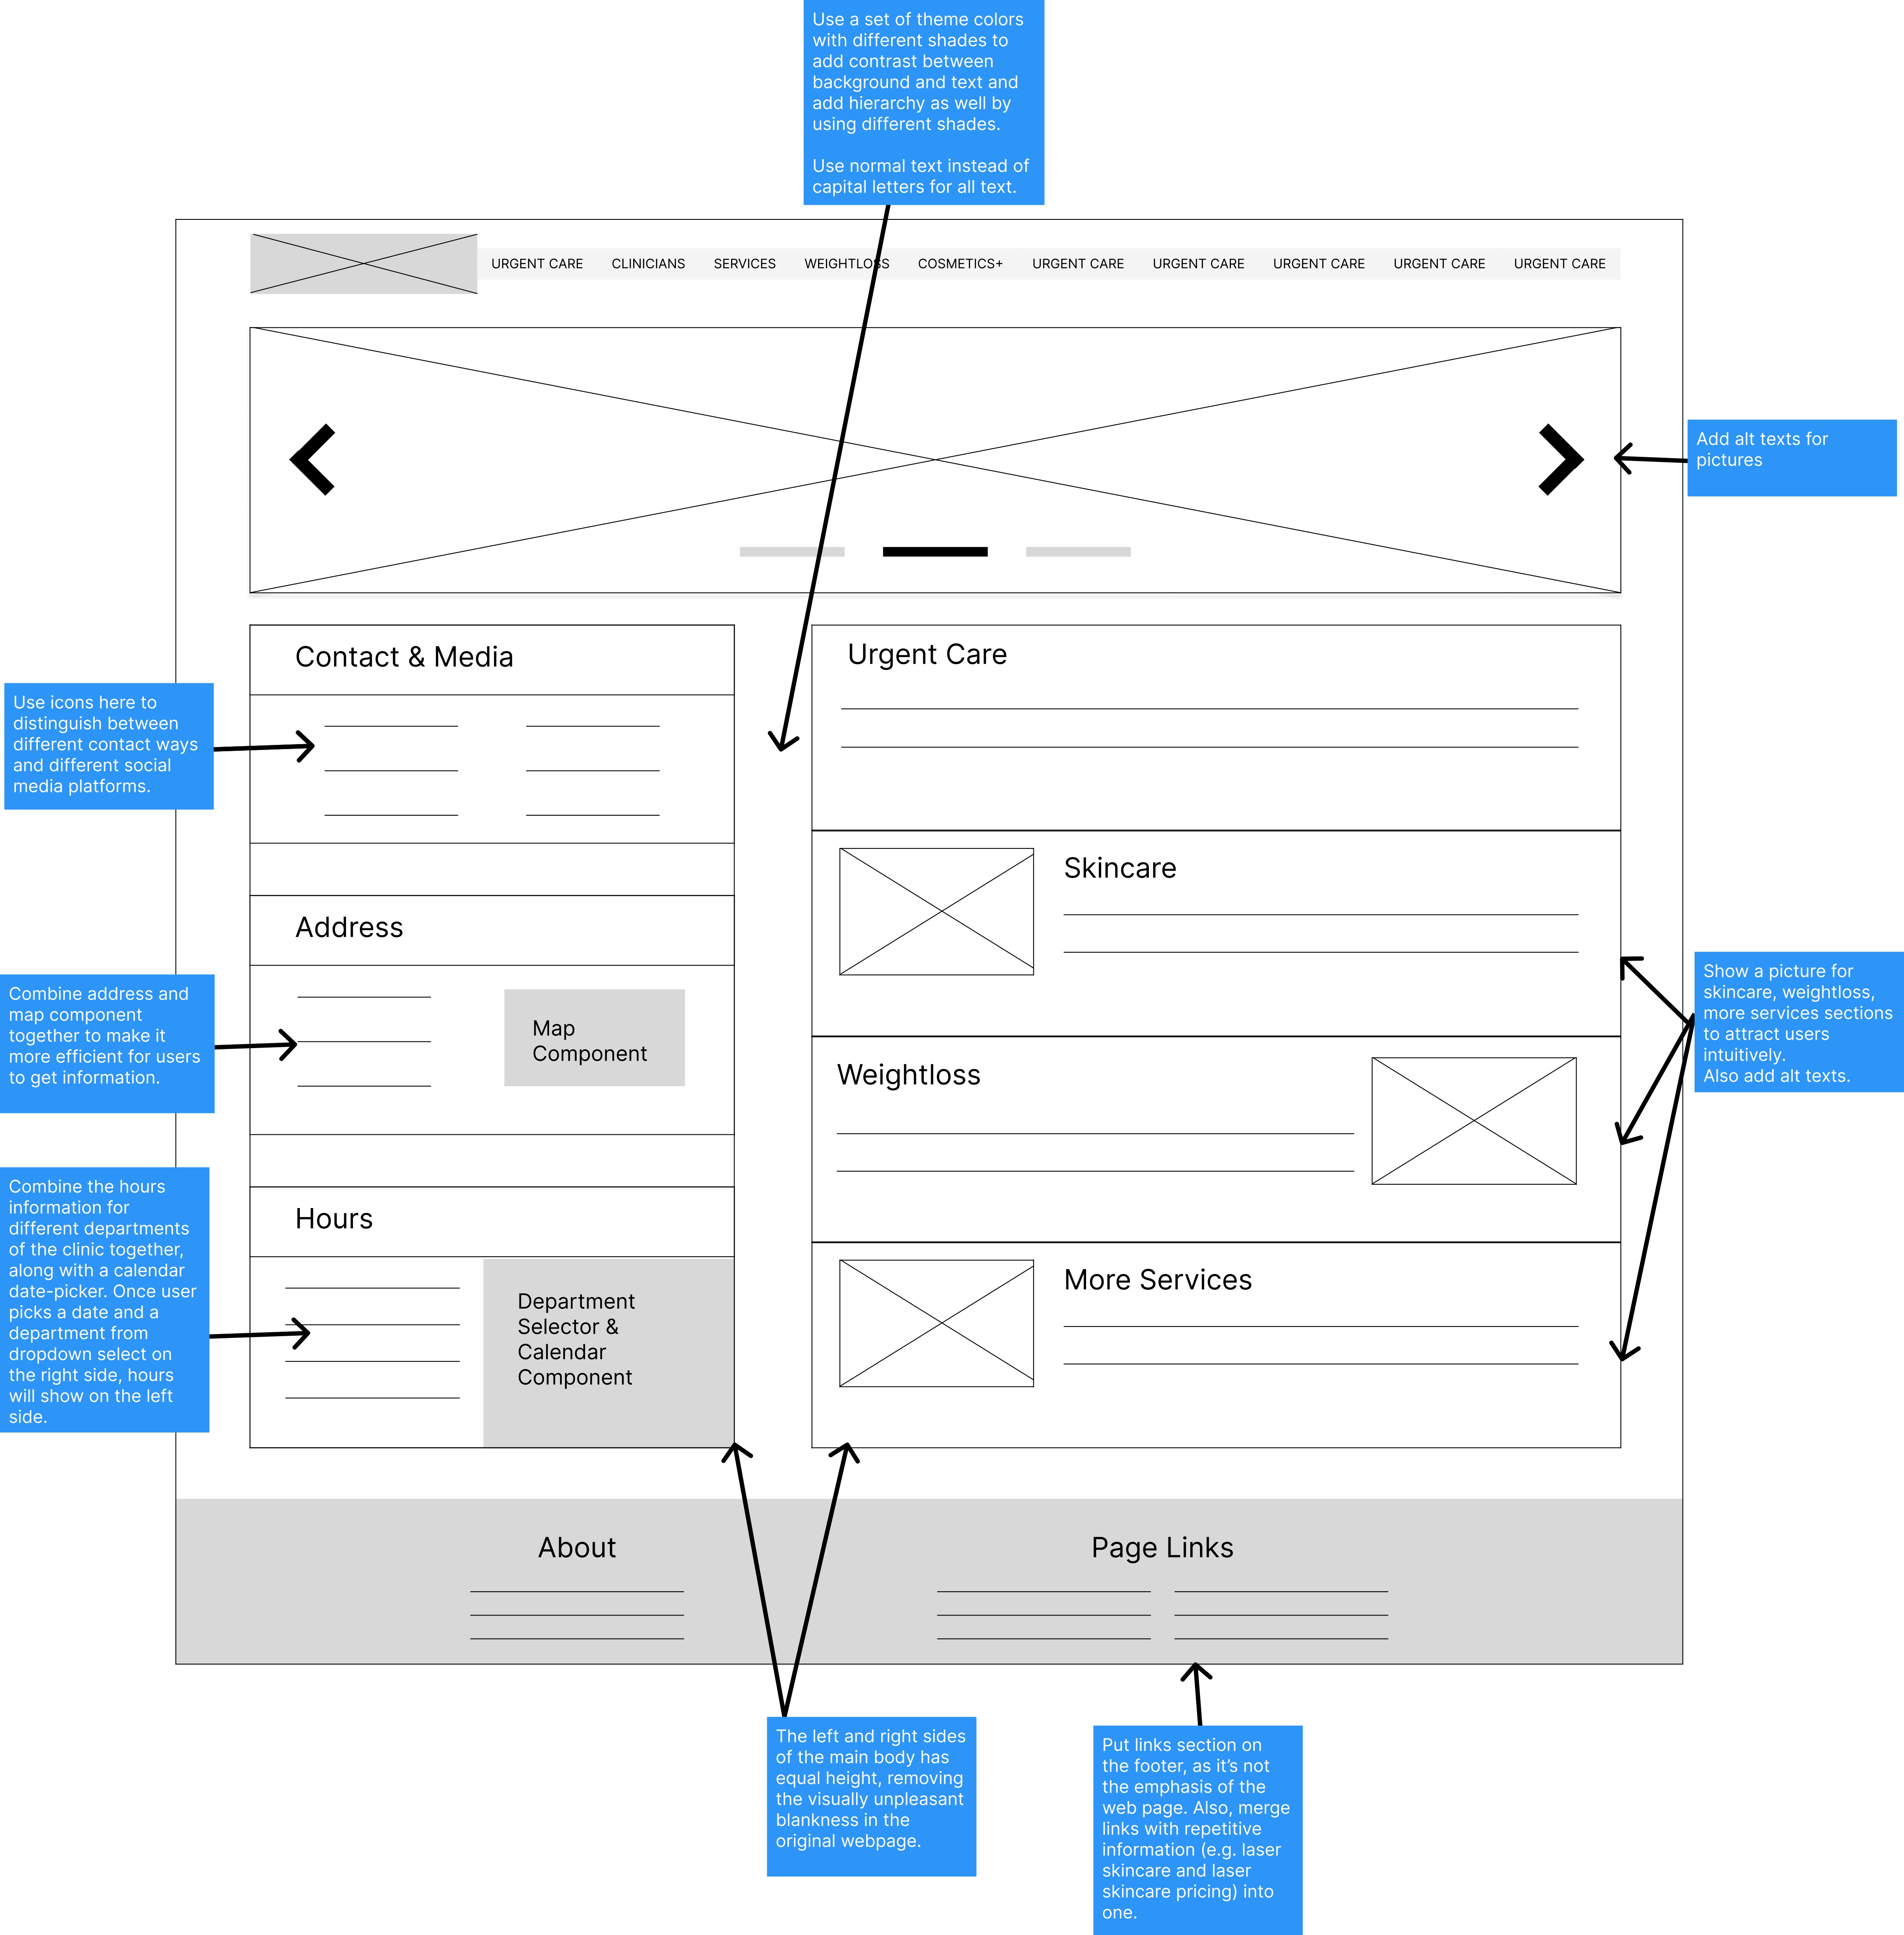 Use a set of theme colors
with different shades to
add contrast between
background and text and
add hierarchy as well by
using different shades.
Use normal text instead of
capital letters for all text.
URGENT CARE CLINICIANS SERVICES WEIGHTLOSS COSMETICS+ URGENT CARE URGENT CARE URGENT CARE URGENT CARE URGENT CARE
Add alt texts for
pictures
Contact & Media
Use icons here to
distinguish between
different contact ways
and different social
media platforms.
Address
Map
Component
Combine address and
map component
together to make it
more efficient for users
to get information.
Hours
Department
Selector &
Calendar
Component
Combine the hours
information for
different departments
of the clinic together,
along with a calendar
date-picker. Once user
picks a date and a
department from
dropdown select on
the right side, hours
will show on the left
side.
Urgent Care
Skincare
Weightloss
More Services
Show a picture for
skincare, weightloss,
more services sections
to attract users
intuitively.
Also add alt texts.
About
Page Links
The left and right sides
of the main body has
equal height, removing
the visually unpleasant
blankness in the
original webpage.
Put links section on
the footer, as it’s not
the emphasis of the
web page. Also, merge
links with repetitive
information (e.g. laser
skincare and laser
skincare pricing) into
one.